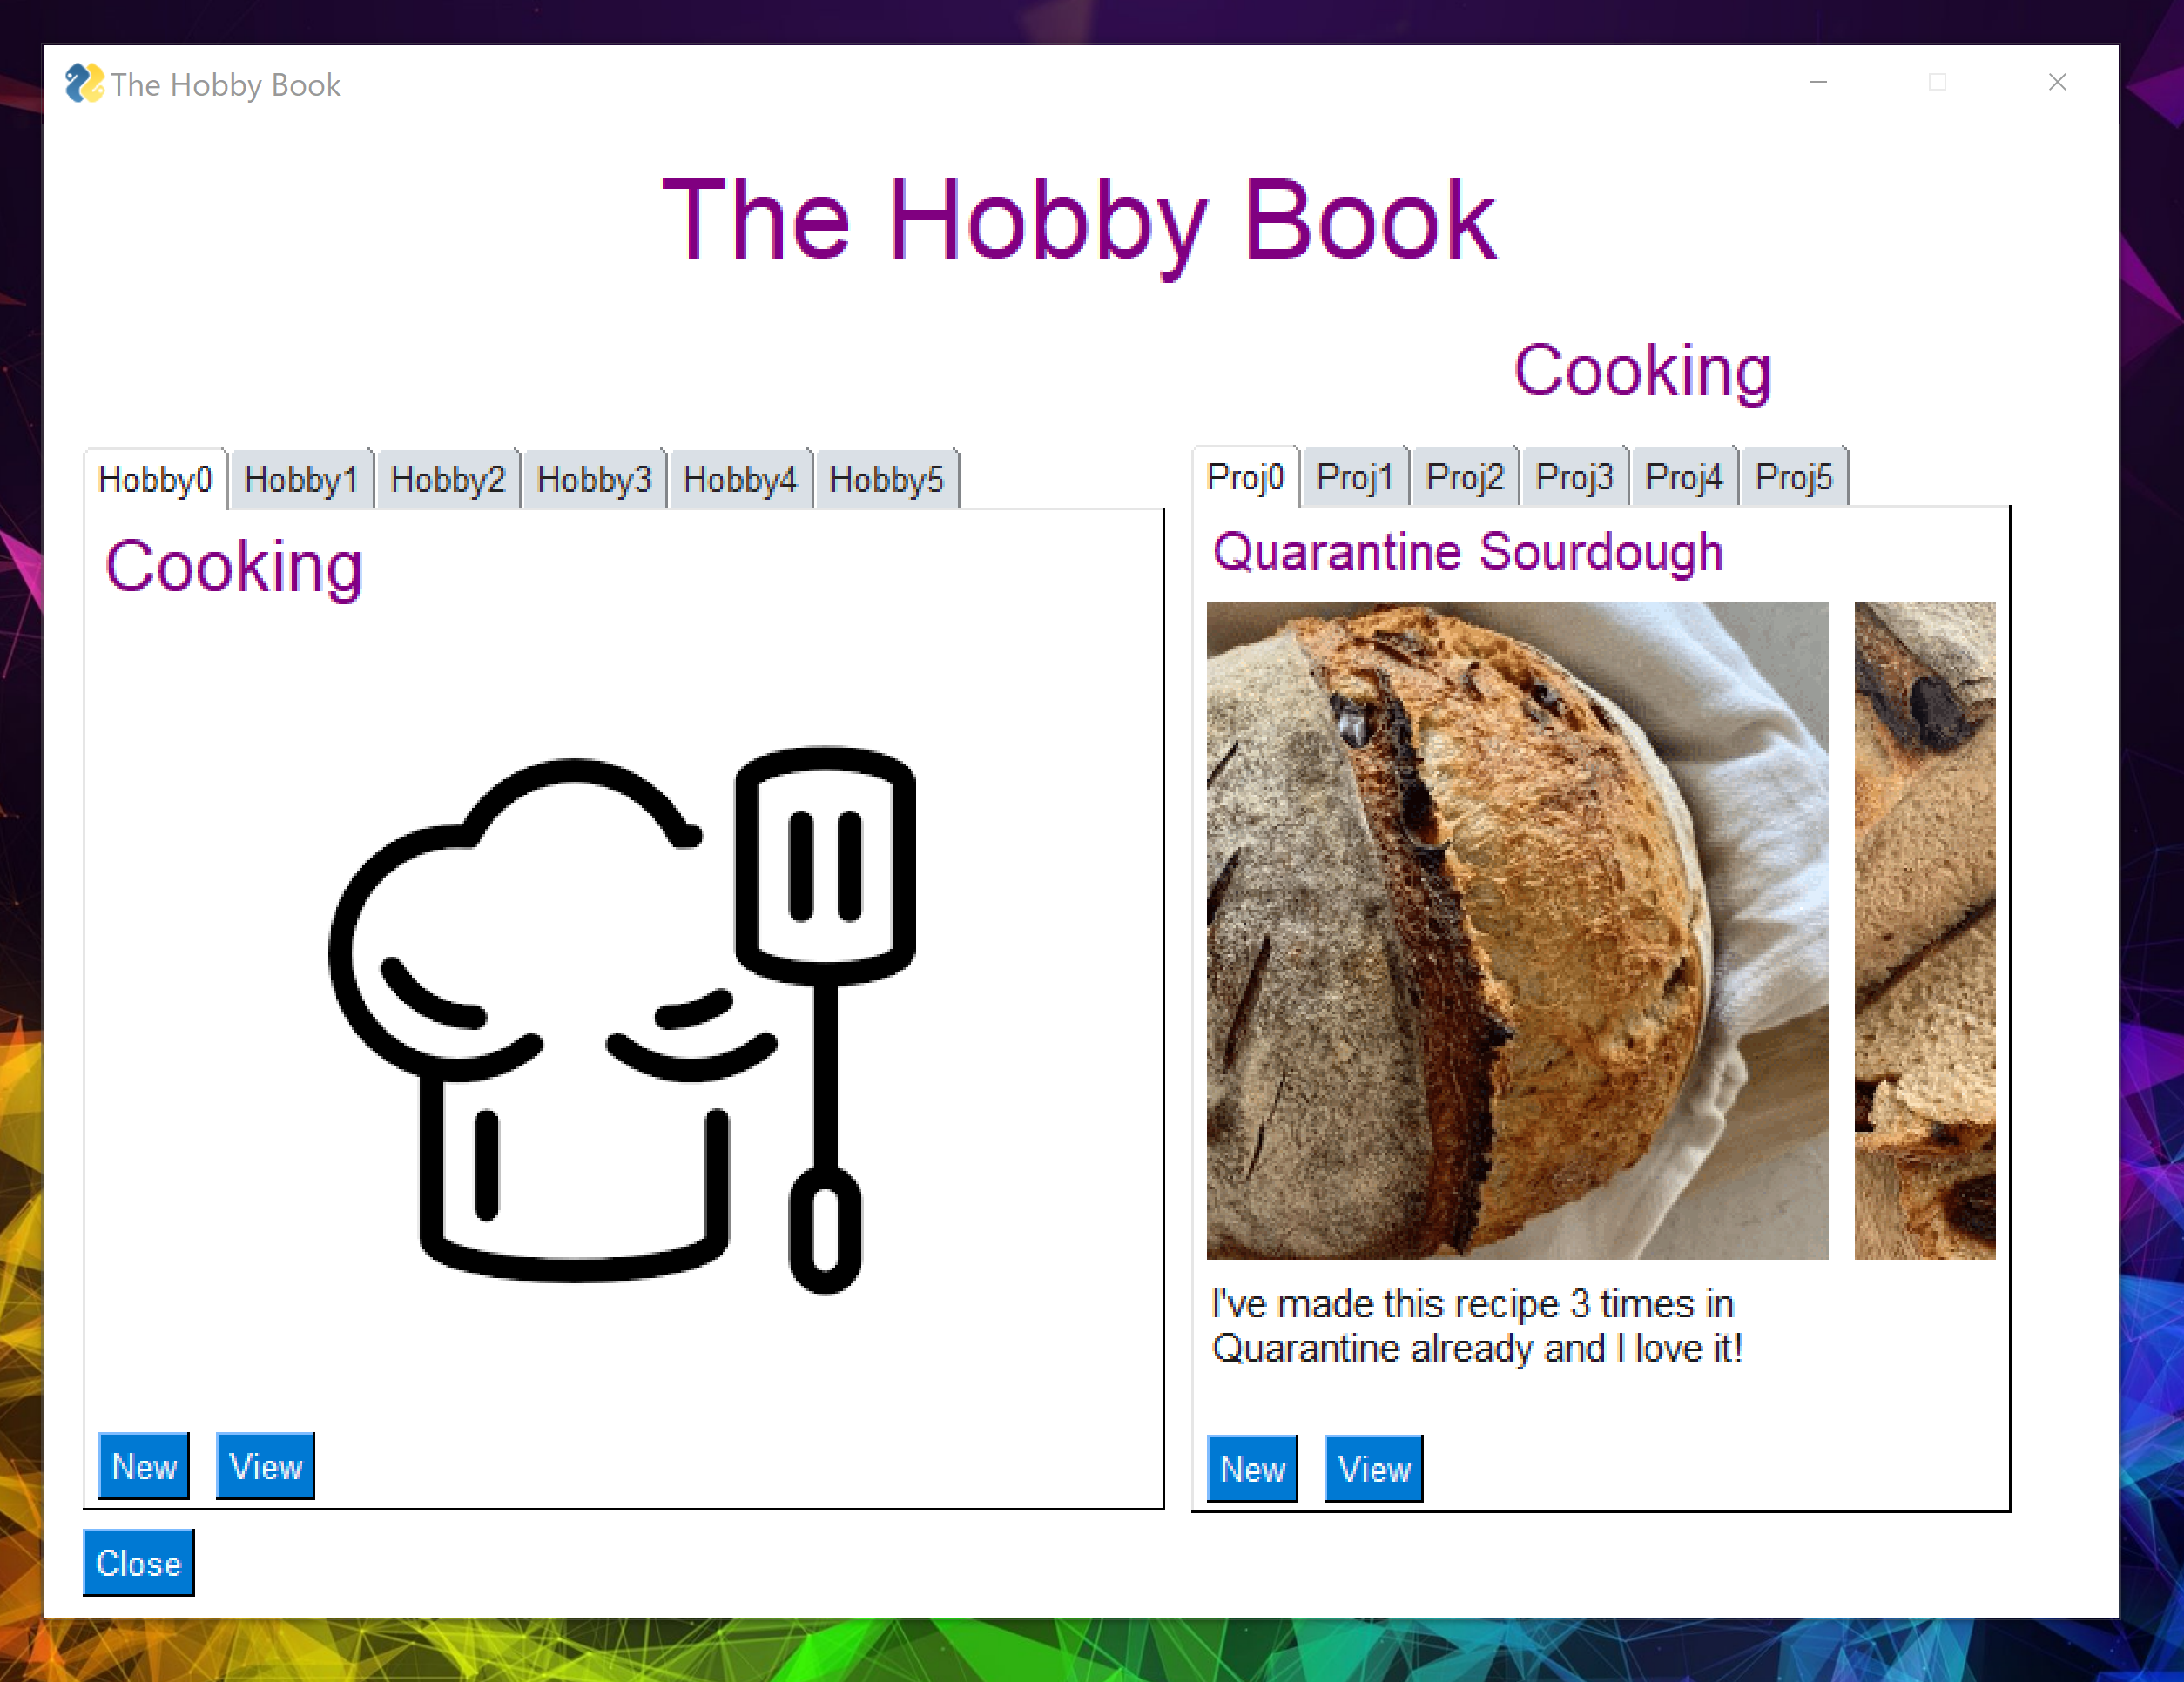 The Hobby Book
The Hobby Book
Cooking
Hobby0 Hobby1 Hobby2 Hobby3 Hobby4 Hobby5
Cooking
New View
Close
Proj0 Proj1 Proj2 Proj3 Proj4 Proj5
Quarantine Sourdough
I've made this recipe 3 times in
Quarantine already and I love it!
New View